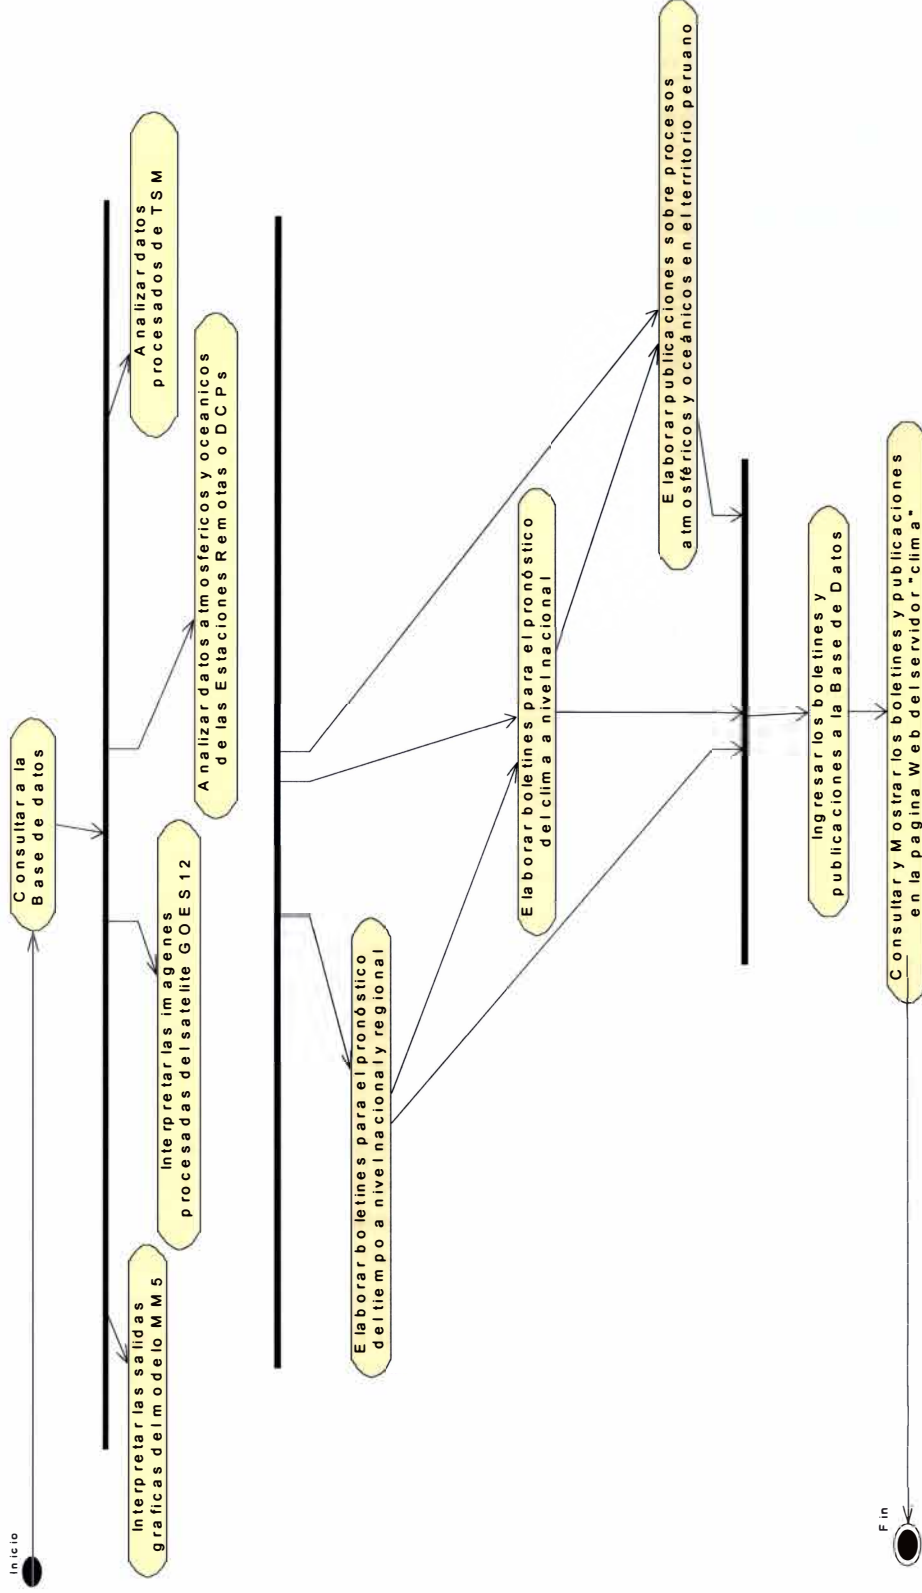 Inicio
Consultar a la
Base de datos
Interpretar las salidas
graficas del modelo MM5
Interpretar las imagenes
procesadas del satelite GOES 12
Analizar datos atmosfericos y oceanicos
de las Estaciones Remotas o DCPs
Analizar datos
procesados de TSM
Elaborar boletines para el pronóstico
del tiempo a nivel nacional y regional
Elaborar boletines para el pronóstico
del clima a nivel nacional
Elaborar publicaciones sobre procesos
atmosféricos y oceánicos en el territorio peruano
Ingresar los boletines y
publicaciones a la Base de Datos
Consultar y Mostrar los boletines y publicaciones
en la pagina Web del servidor "clima"
Fin